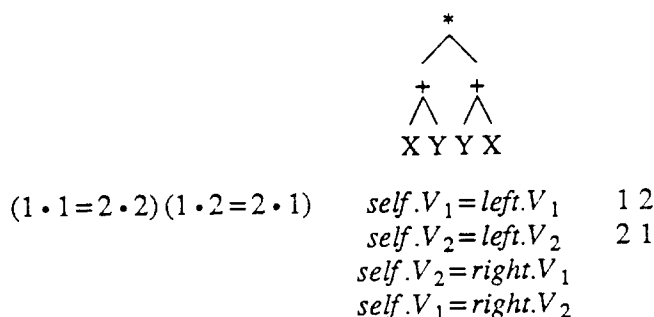 *
+ +
X Y Y X
(1 • 1=2 • 2) (1 • 2=2 • 1) self.V₁=left.V₁ 1 2
self.V₂=left.V₂ 2 1
self.V₂=right.V₁
self.V₁=right.V₂